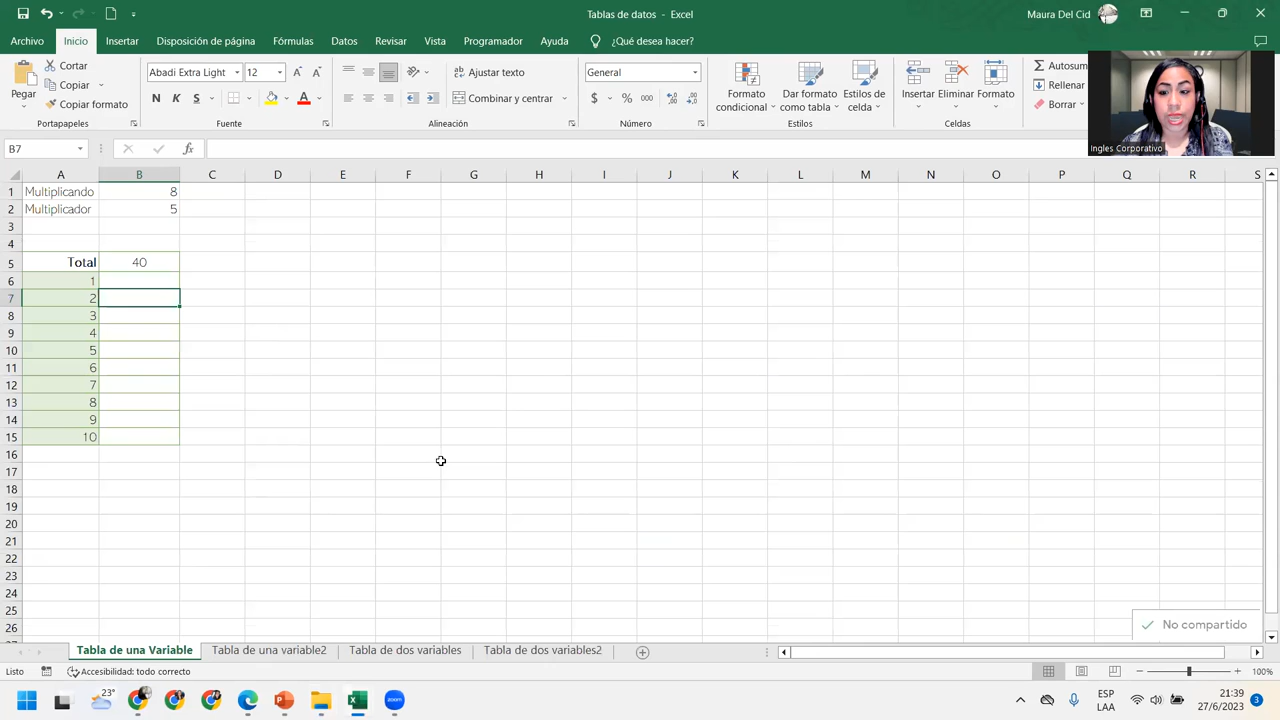 Tablas de datos - Excel
Maura Del Cid
Archivo Inicio Insertar Disposición de página Fórmulas Datos Revisar Vista Programador Ayuda ¿Qué desea hacer?
Pegar
Cortar
Copiar
Copiar formato
Portapapeles
Abadi Extra Light 12
N K S
Fuente
Ajustar texto
Combinar y centrar
Alineación
General
$ % 000
Número
Formato condicional
Dar formato como tabla
Estilos de celda
Estilos
Insertar Eliminar Formato
Celdas
Autosum
Rellenar
Borrar
Ingles Corporativo
B7
fx
A B C D E F G H I J K L M N O P Q R S
1 Multiplicando 8
2 Multiplicador 5
3
4
5 Total 40
6 1
7 2
8 3
9 4
10 5
11 6
12 7
13 8
14 9
15 10
16
17
18
19
20
21
22
23
24
25
26
No compartido
Tabla de una Variable Tabla de una variable2 Tabla de dos variables Tabla de dos variables2
Listo Accesibilidad: todo correcto 100%
23°
ESP
LAA
21:39
27/6/2023
3
zoom